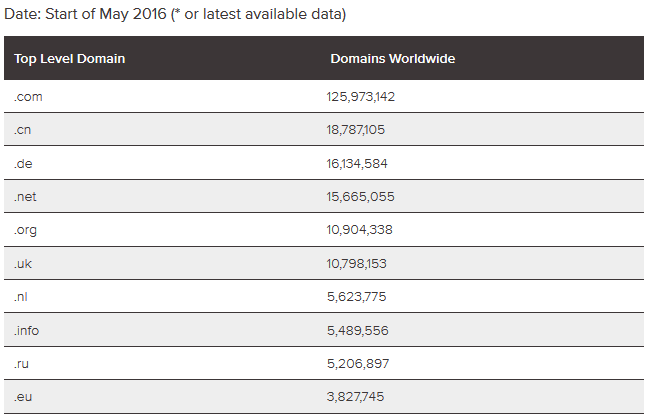 Date: Start of May 2016 (* or latest available data)
Top Level Domain Domains Worldwide
.com 125,973,142
.cn 18,787,105
.de 16,134,584
.net 15,665,055
.org 10,904,338
.uk 10,798,153
.nl 5,623,775
.info 5,489,556
.ru 5,206,897
.eu 3,827,745